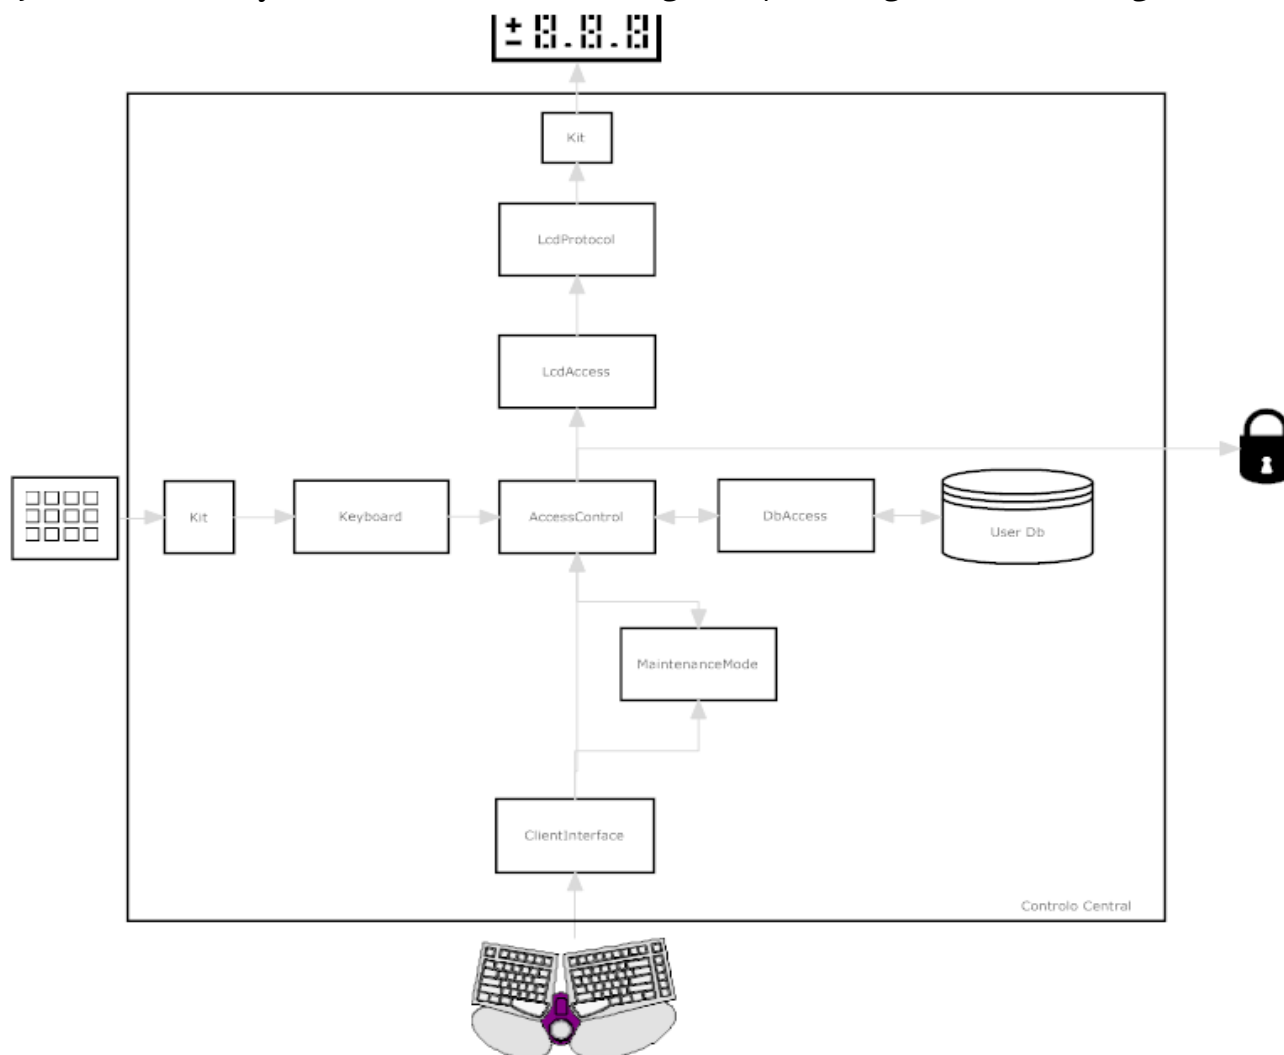 ± 8.8.8
Kit
LcdProtocol
LcdAccess
Kit
Keyboard
AccessControl
DbAccess
User Db
MaintenanceMode
ClientInterface
Controlo Central